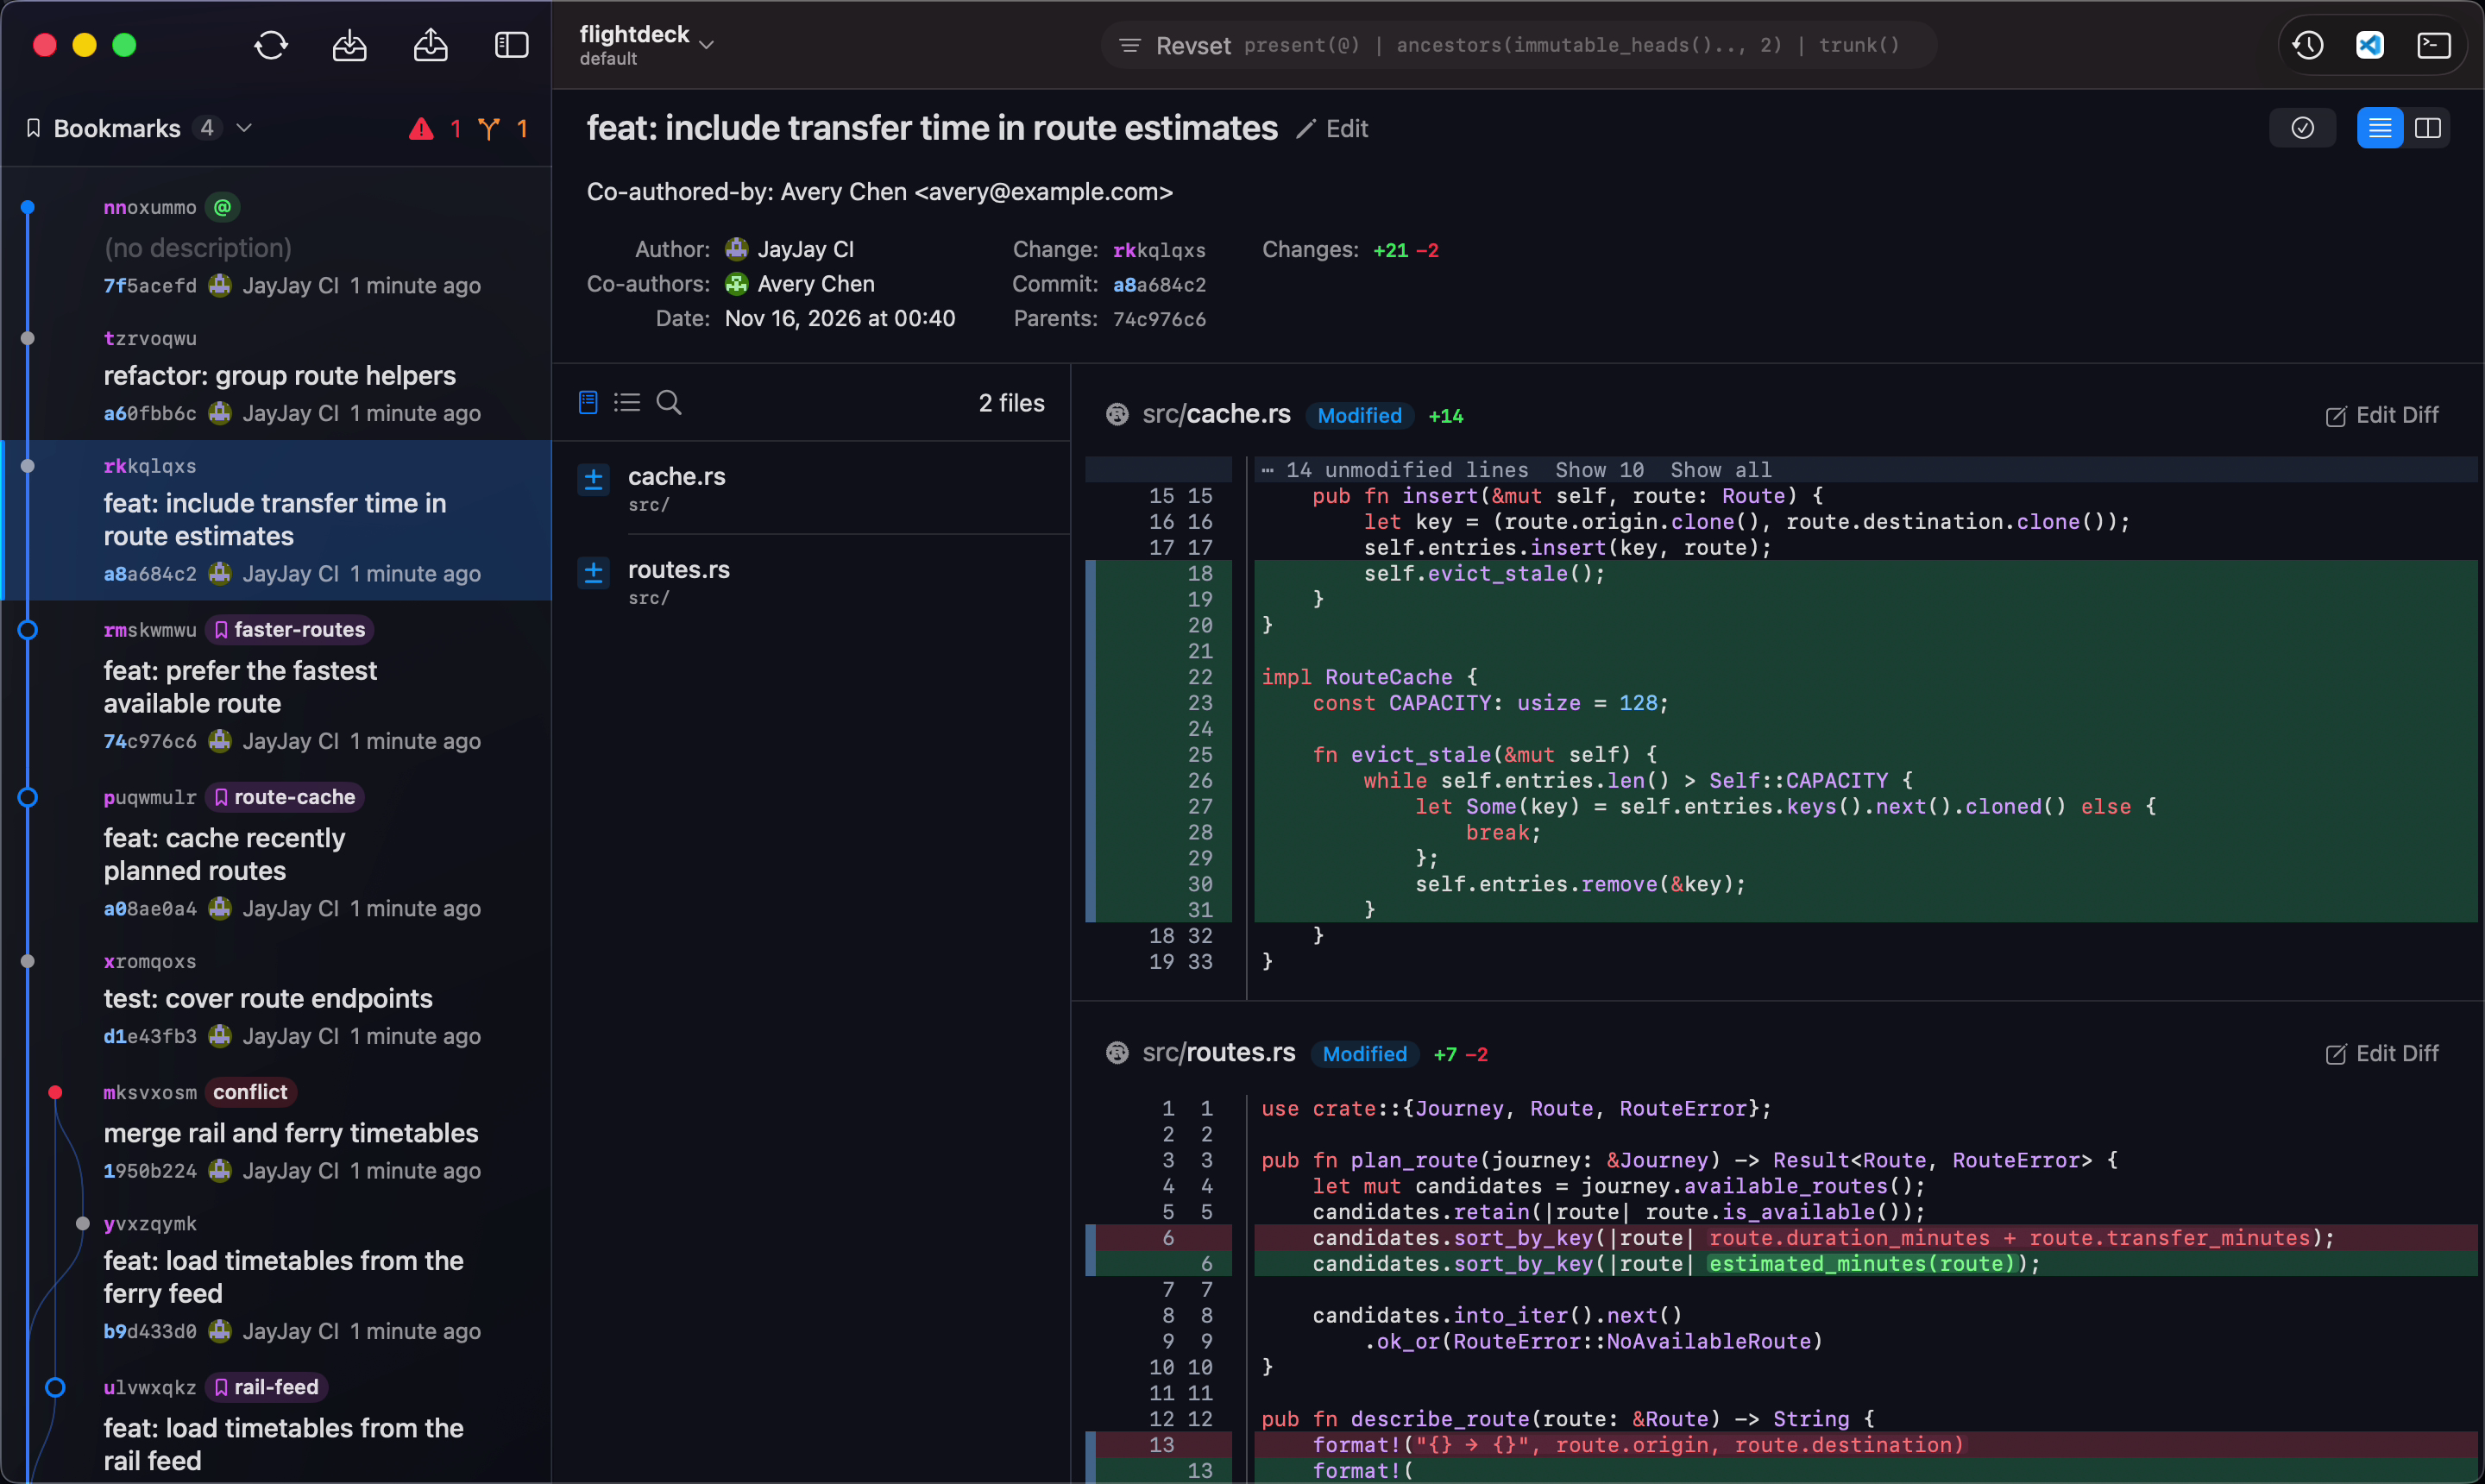 flightdeck
default
Revset present(@) | ancestors(immutable_heads().., 2) | trunk()
Bookmarks 4
1 1
nnoxummo @
(no description)
7f5acefd JayJay CI 1 minute ago
tzrvoqwu
refactor: group route helpers
a60fbb6c JayJay CI 1 minute ago
rkkqlqxs
feat: include transfer time in
route estimates
a8a684c2 JayJay CI 1 minute ago
rmskwmwu faster-routes
feat: prefer the fastest
available route
74c976c6 JayJay CI 1 minute ago
puqwmulr route-cache
feat: cache recently
planned routes
a08ae0a4 JayJay CI 1 minute ago
xromqoxs
test: cover route endpoints
d1e43fb3 JayJay CI 1 minute ago
mksvxosm conflict
merge rail and ferry timetables
1950b224 JayJay CI 1 minute ago
yvxzqymk
feat: load timetables from the
ferry feed
b9d433d0 JayJay CI 1 minute ago
ulvwxqkz rail-feed
feat: load timetables from the
rail feed
feat: include transfer time in route estimates Edit
Co-authored-by: Avery Chen <avery@example.com>
Author: JayJay CI Change: rkkqlqxs Changes: +21 −2
Co-authors: Avery Chen Commit: a8a684c2
Date: Nov 16, 2026 at 00:40 Parents: 74c976c6
2 files
cache.rs
src/
routes.rs
src/
src/cache.rs Modified +14 Edit Diff
⋯ 14 unmodified lines Show 10 Show all
15 15     pub fn insert(&mut self, route: Route) {
16 16         let key = (route.origin.clone(), route.destination.clone());
17 17         self.entries.insert(key, route);
18         self.evict_stale();
19     }
20 }
21
22 impl RouteCache {
23     const CAPACITY: usize = 128;
24
25     fn evict_stale(&mut self) {
26         while self.entries.len() > Self::CAPACITY {
27             let Some(key) = self.entries.keys().next().cloned() else {
28                 break;
29             };
30             self.entries.remove(&key);
31         }
18 32     }
19 33 }
src/routes.rs Modified +7 −2 Edit Diff
1 1 use crate::{Journey, Route, RouteError};
2 2
3 3 pub fn plan_route(journey: &Journey) -> Result<Route, RouteError> {
4 4     let mut candidates = journey.available_routes();
5 5     candidates.retain(|route| route.is_available());
6     candidates.sort_by_key(|route| route.duration_minutes + route.transfer_minutes);
6     candidates.sort_by_key(|route| estimated_minutes(route));
7 7
8 8     candidates.into_iter().next()
9 9         .ok_or(RouteError::NoAvailableRoute)
10 10 }
11 11
12 12 pub fn describe_route(route: &Route) -> String {
13     format!("{} → {}", route.origin, route.destination)
13     format!(